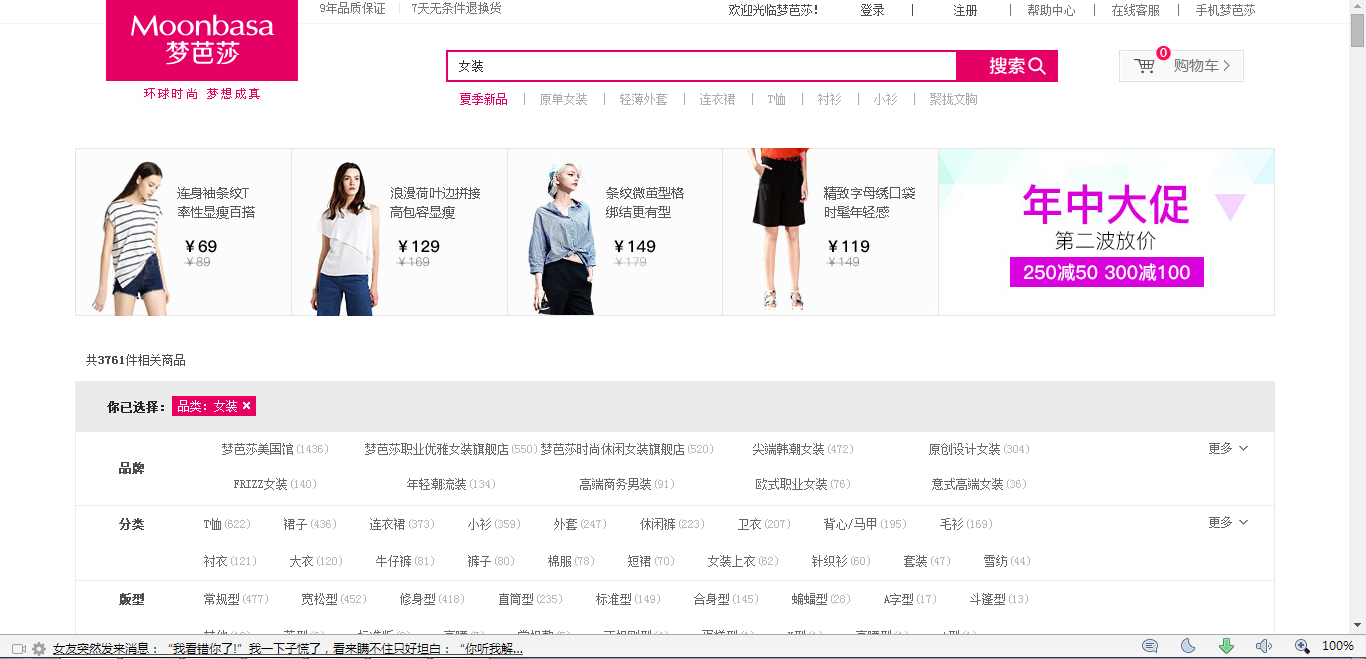 Moonbasa
梦芭莎
环球时尚 梦想成真
9年品质保证 7天无条件退换货
欢迎光临梦芭莎! 登录 | 注册 | 帮助中心 | 在线客服 | 手机梦芭莎
女装 搜索
0 购物车
夏季新品 | 原单女装 | 轻薄外套 | 连衣裙 | T恤 | 衬衫 | 小衫 | 聚拢文胸
连身袖条纹T
率性显瘦百搭
¥69
¥89
浪漫荷叶边拼接
高包容显瘦
¥129
¥169
条纹微茧型格
绑结更有型
¥149
¥179
精致字母绣口袋
时髦年轻感
¥119
¥149
年中大促
第二波放价
250减50 300减100
共3761件相关商品
你已选择: 品类: 女装 ×
品牌
梦芭莎美国馆(1436) 梦芭莎职业优雅女装旗舰店(550) 梦芭莎时尚休闲女装旗舰店(520) 尖端韩潮女装(472) 原创设计女装(304) 更多
FRIZZ女装(140) 年轻潮流装(134) 高端商务男装(91) 欧式职业女装(76) 意式高端女装(36)
分类 T恤(622) 裙子(436) 连衣裙(373) 小衫(359) 外套(247) 休闲裤(223) 卫衣(207) 背心/马甲(195) 毛衫(169) 更多
衬衣(121) 大衣(120) 牛仔裤(81) 裤子(80) 棉服(78) 短裙(70) 女装上衣(62) 针织衫(60) 套装(47) 雪纺(44)
版型 常规型(477) 宽松型(452) 修身型(418) 直筒型(235) 标准型(149) 合身型(145) 蝙蝠型(28) A字型(17) 斗篷型(13)
女友突然发来消息：“我看错你了!”我一下子慌了，看来瞒不住只好坦白：“你听我解... 100%